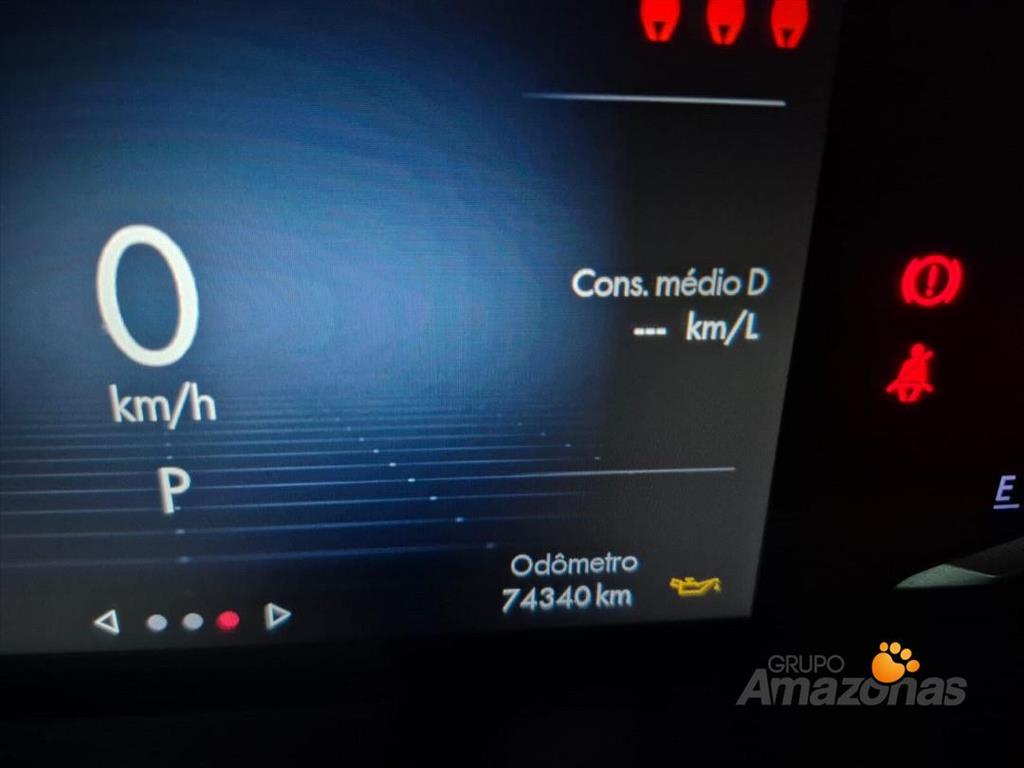 0
km/h
P
Cons. médio D
--- km/L
Odômetro
74340 km
E
GRUPO
Amazonas